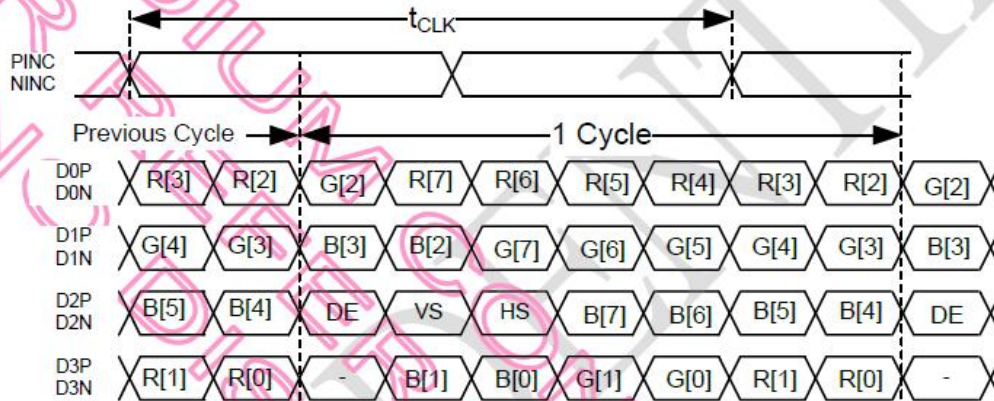 tCLK
PINC
NINC
Previous Cycle
1 Cycle
D0P
D0N
R[3] R[2] G[2] R[7] R[6] R[5] R[4] R[3] R[2] G[2]
D1P
D1N
G[4] G[3] B[3] B[2] G[7] G[6] G[5] G[4] G[3] B[3]
D2P
D2N
B[5] B[4] DE VS HS B[7] B[6] B[5] B[4] DE
D3P
D3N
R[1] R[0] - B[1] B[0] G[1] G[0] R[1] R[0] -